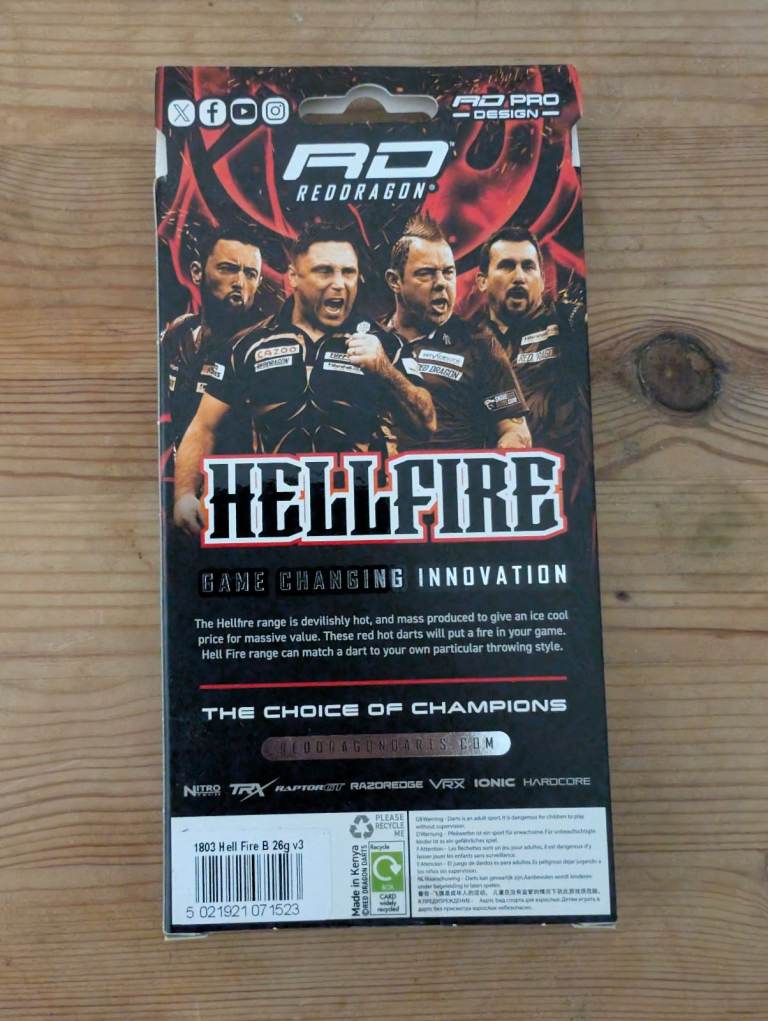 RD PRO
DESIGN
RD™
REDDRAGON®
CAZOO
REDDRAGON
RED DRAGON
HELLFIRE
GAME CHANGING INNOVATION
The Hellfire range is devilishly hot, and mass produced to give an ice cool
price for massive value. These red hot darts will put a fire in your game.
Hell Fire range can match a dart to your own particular throwing style.
THE CHOICE OF CHAMPIONS
REDDRAGONDARTS.COM
NITRO TRX RAPTOR GT RAZOREDGE VRX IONIC HARDCORE
1803 Hell Fire B 26g v3
5 021921 071523
PLEASE
RECYCLE
ME
Made in Kenya
©RED DRAGON DARTS
Recycle
BOX
CARD
widely
recycled
GB Warning - Darts is an adult sport. It is dangerous for children to play
without supervision.